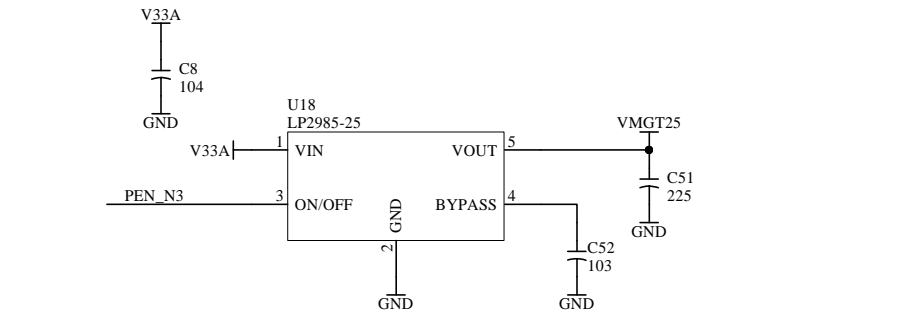 V33A
C8
104
GND
U18
LP2985-25
V33A
1
VIN
VOUT
5
VMGT25
C51
225
GND
PEN_N3
3
ON/OFF
GND
BYPASS
4
2
C52
103
GND
GND